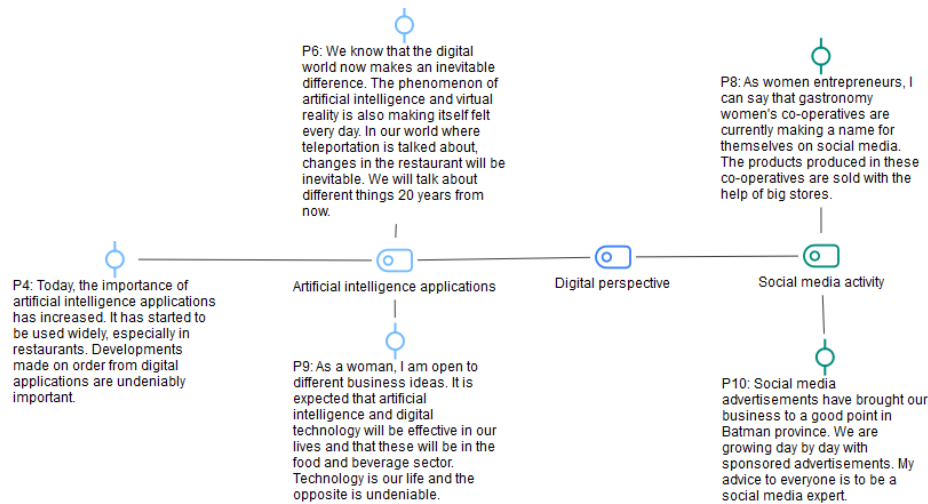 P6: We know that the digital
world now makes an inevitable
difference. The phenomenon of
artificial intelligence and virtual
reality is also making itself felt
every day. In our world where
teleportation is talked about,
changes in the restaurant will be
inevitable. We will talk about
different things 20 years from
now.
P8: As women entrepreneurs, I
can say that gastronomy
women's co-operatives are
currently making a name for
themselves on social media.
The products produced in these
co-operatives are sold with the
help of big stores.
P4: Today, the importance of
artificial intelligence applications
has increased. It has started to
be used widely, especially in
restaurants. Developments
made on order from digital
applications are undeniably
important.
Artificial intelligence applications
Digital perspective
Social media activity
P9: As a woman, I am open to
different business ideas. It is
expected that artificial
intelligence and digital
technology will be effective in our
lives and that these will be in the
food and beverage sector.
Technology is our life and the
opposite is undeniable.
P10: Social media
advertisements have brought our
business to a good point in
Batman province. We are
growing day by day with
sponsored advertisements. My
advice to everyone is to be a
social media expert.